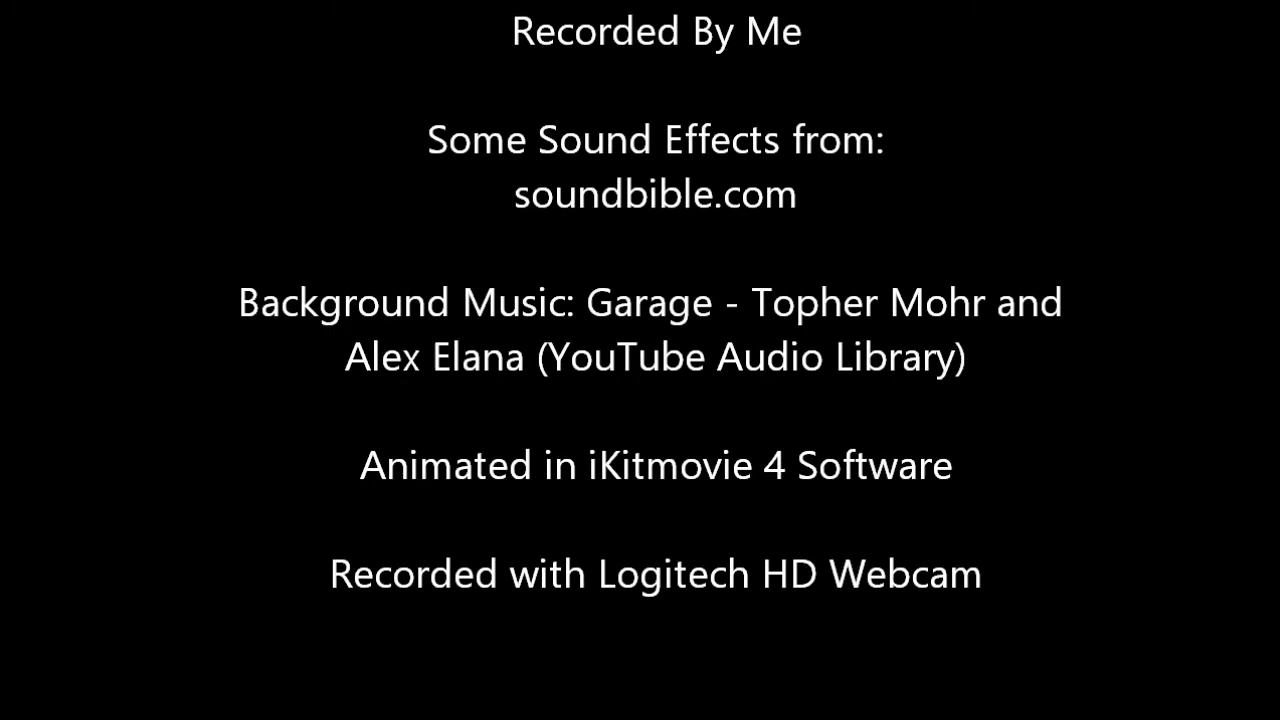 Recorded By Me
Some Sound Effects from:
soundbible.com
Background Music: Garage - Topher Mohr and
Alex Elana (YouTube Audio Library)
Animated in iKitmovie 4 Software
Recorded with Logitech HD Webcam